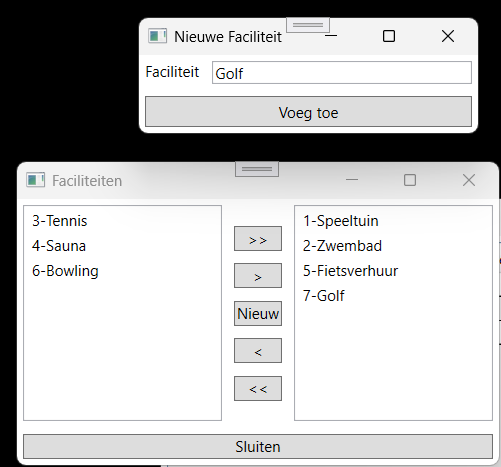 Nieuwe Faciliteit
Faciliteit
Golf
Voeg toe
Faciliteiten
3-Tennis
4-Sauna
6-Bowling
>>
>
Nieuw
<
<<
1-Speeltuin
2-Zwembad
5-Fietsverhuur
7-Golf
Sluiten